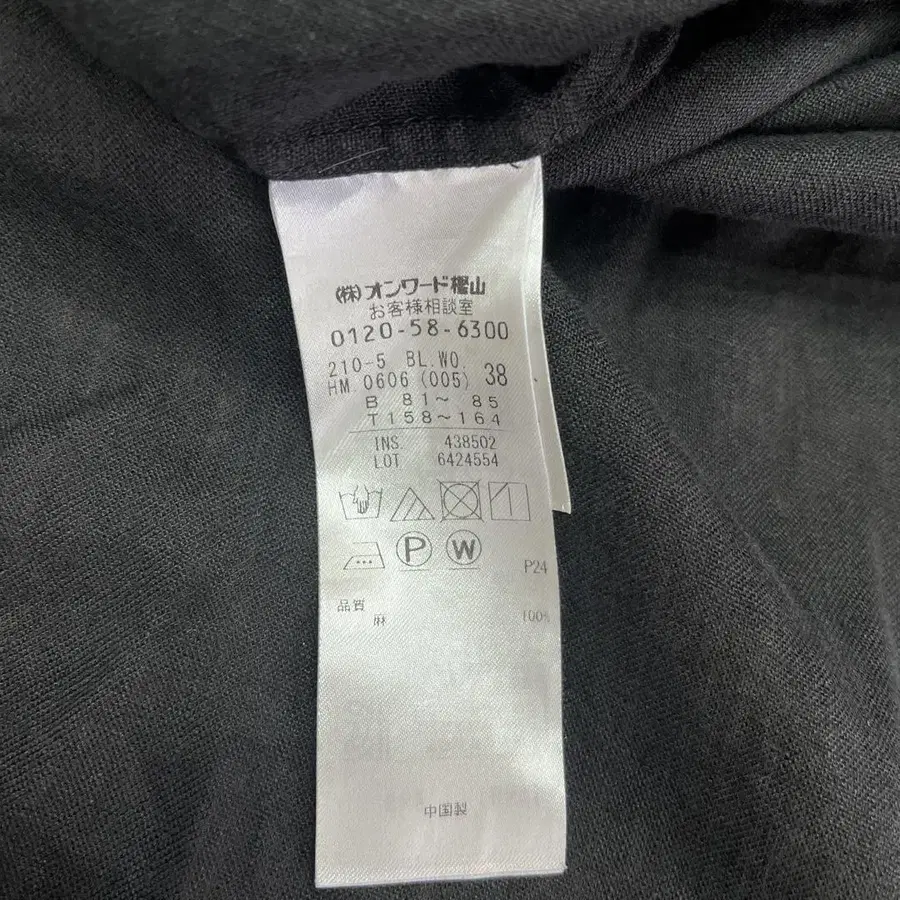 (株)オンワード樫山
お客様相談室
0120-58-6300
210-5 BL.WO.
HM 0606 (005) 38
B 81～ 85
T 158～164
INS. 438502
LOT 6424554
P W
P24
品質
麻 100%
中国製